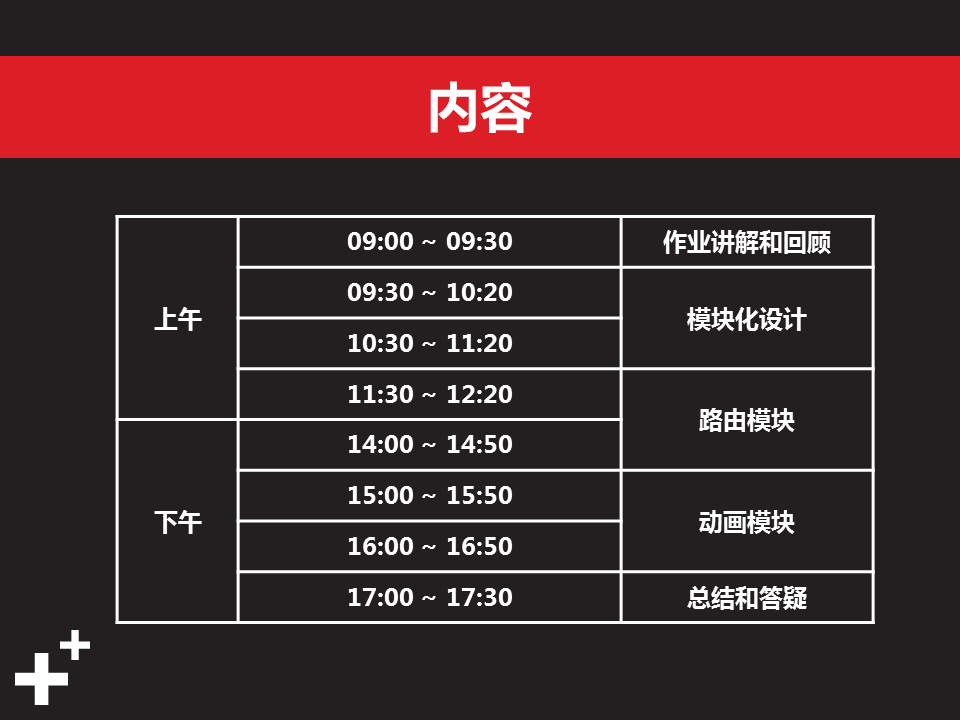 内容
上午
09:00 ~ 09:30
作业讲解和回顾
09:30 ~ 10:20
模块化设计
10:30 ~ 11:20
11:30 ~ 12:20
路由模块
下午
14:00 ~ 14:50
15:00 ~ 15:50
动画模块
16:00 ~ 16:50
17:00 ~ 17:30
总结和答疑